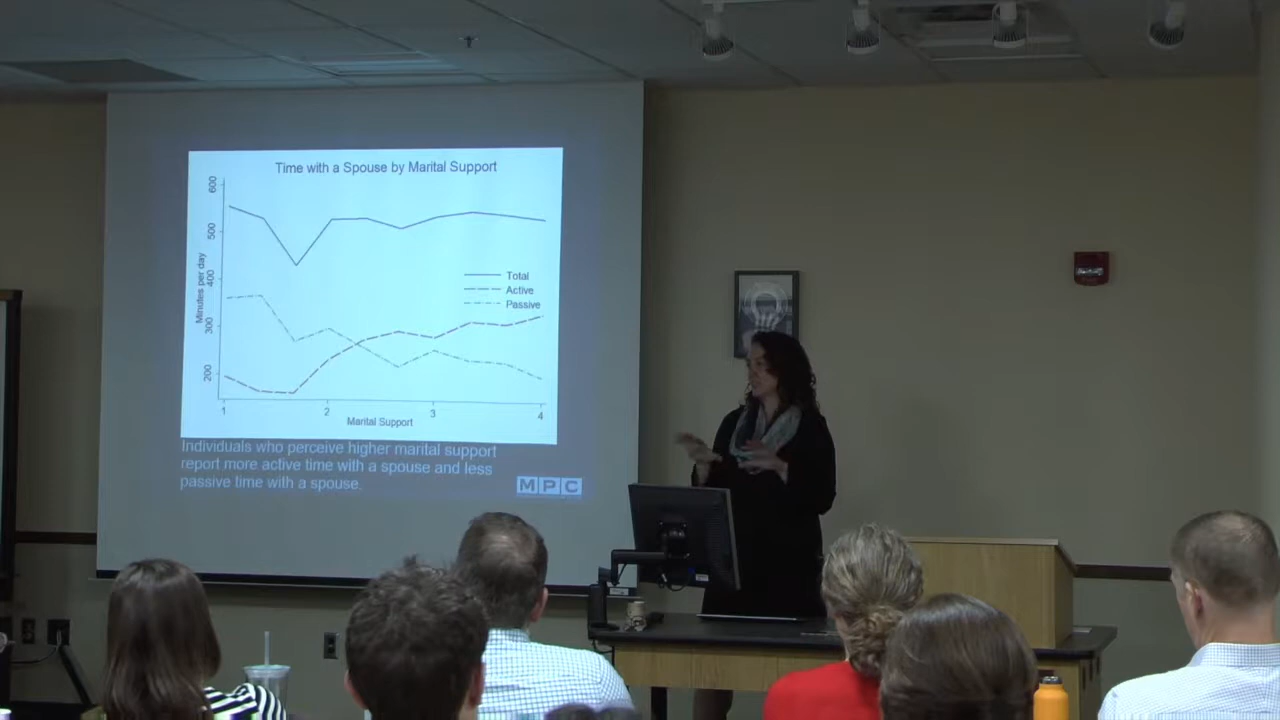 Time with a Spouse by Marital Support
600
500
400
300
200
Minutes per day
Total
Active
Passive
1 2 3 4
Marital Support
Individuals who perceive higher marital support
report more active time with a spouse and less
passive time with a spouse.
MPC